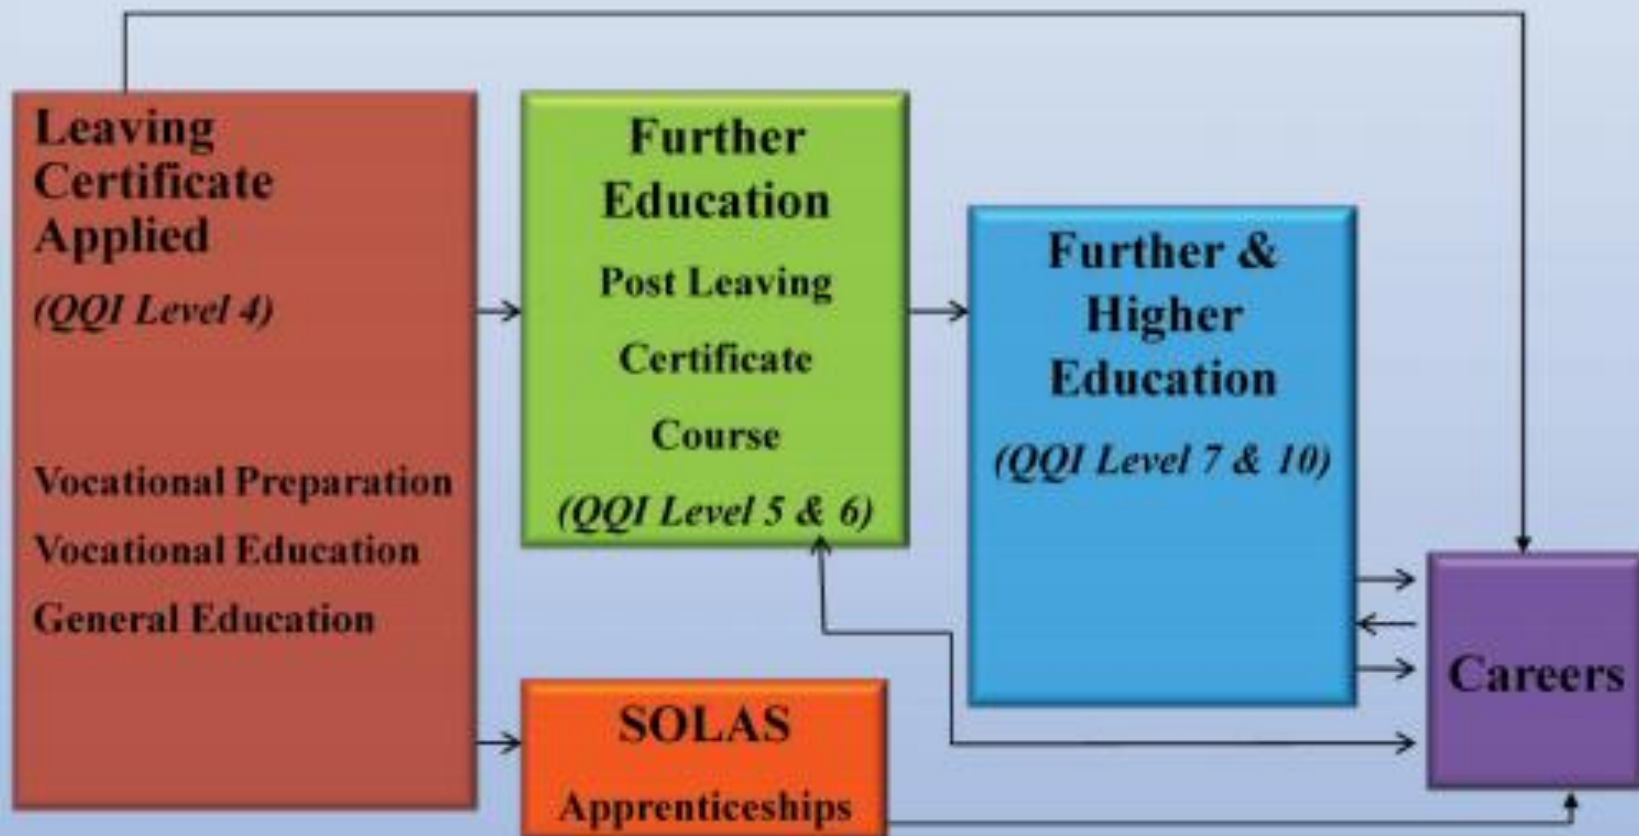 Leaving
Certificate
Applied
(QQI Level 4)
Vocational Preparation
Vocational Education
General Education
Further
Education
Post Leaving
Certificate
Course
(QQI Level 5 & 6)
SOLAS
Apprenticeships
Further &
Higher
Education
(QQI Level 7 & 10)
Careers